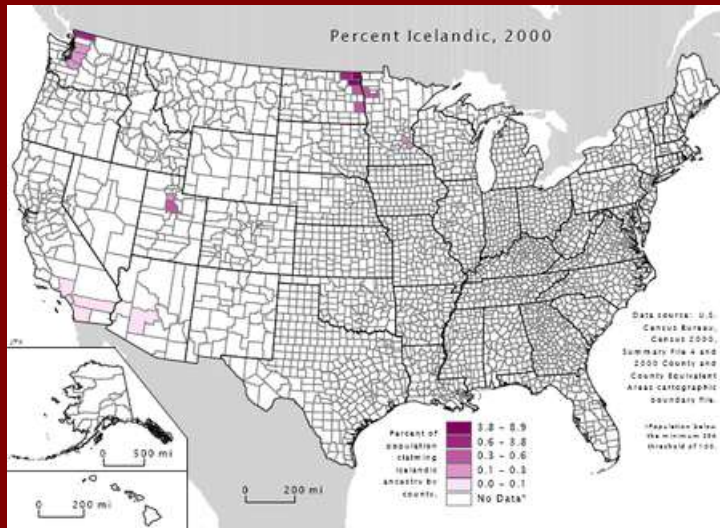 Percent Icelandic, 2000
Data source: U.S.
Census Bureau,
Census 2000,
Summary File 4 and
2000 County and
County Equivalent
Areas cartographic
boundary file.
*Population below
the minimum
threshold of 100.
Percent of
population
claiming
Icelandic
ancestry by
county.
3.8 – 8.9
0.6 – 3.8
0.3 – 0.6
0.1 – 0.3
0.0 – 0.1
No Data*
0 500 mi
0 200 mi
0 200 mi